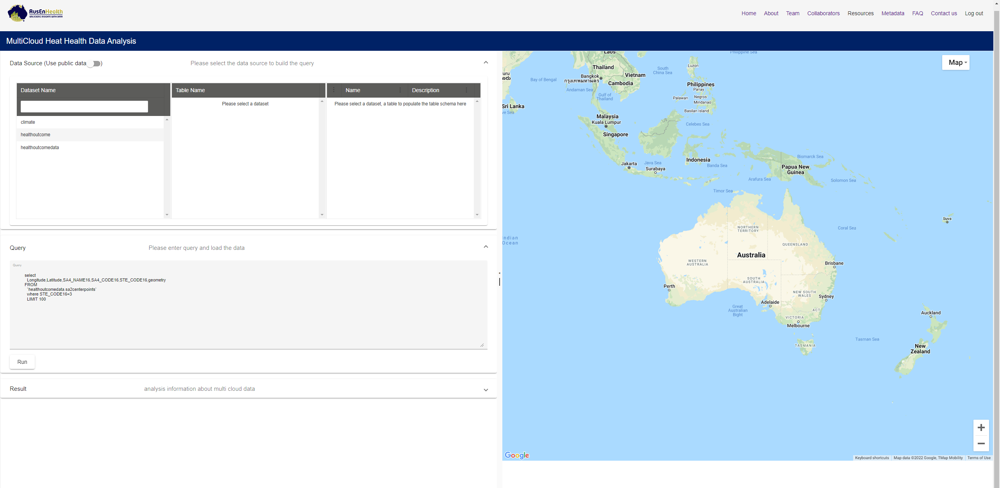 AusEnHealth
UNLOCKING INSIGHTS WITH DATA
Home About Team Collaborators Resources Metadata FAQ Contact us Log out
MultiCloud Heat Health Data Analysis
Data Source (Use public data )
Please select the data source to build the query
Dataset Name
Table Name
Name
Description
Please select a dataset
Please select a dataset, a table to populate the table schema here
climate
healthoutcome
healthoutcomedata
Query
Please enter query and load the data
Query
select
Longitude,Latitude,SA4_NAME16,SA4_CODE16,STE_CODE16,geometry
FROM
`healthoutcomedata.sa2centerpoints`
where STE_CODE16=3
LIMIT 100
Run
Result
analysis information about multi cloud data
Map
Laos
Philippine Sea
Thailand
Luzon
South
China Sea
Vietnam
Bangkok
กรุงเทพมหานคร
Bay of Bengal
Cambodia
Philippines
Panay
Andaman Sea
Gulf of
Thailand
Palawan
Negros
Mindanao
Sri Lanka
ve Sea
Basilan Island
Malaysia
Kuala Lumpur
Celebes Sea
Singapore
Indonesia
Bismarck Sea
Jakarta
Java Sea
Surabaya
Banda Sea
Papua New
Guinea
Arafura Sea
Solomon Sea
Timor Sea
Suva
NORTHERN
TERRITORY
Coral Sea
Indian
Ocean
QUEENSLAND
Australia
WESTERN
AUSTRALIA
Brisbane
SOUTH
AUSTRALIA
Perth
NEW SOUTH
WALES
Sydney
Adelaide
Great
Australian
Bight
ACT
Auckland
VICTORIA
Melbourne
Tasman Sea
TASMANIA
New
Zealand
Google
Keyboard shortcuts
Map data ©2022 Google, TMap Mobility
Terms of Use